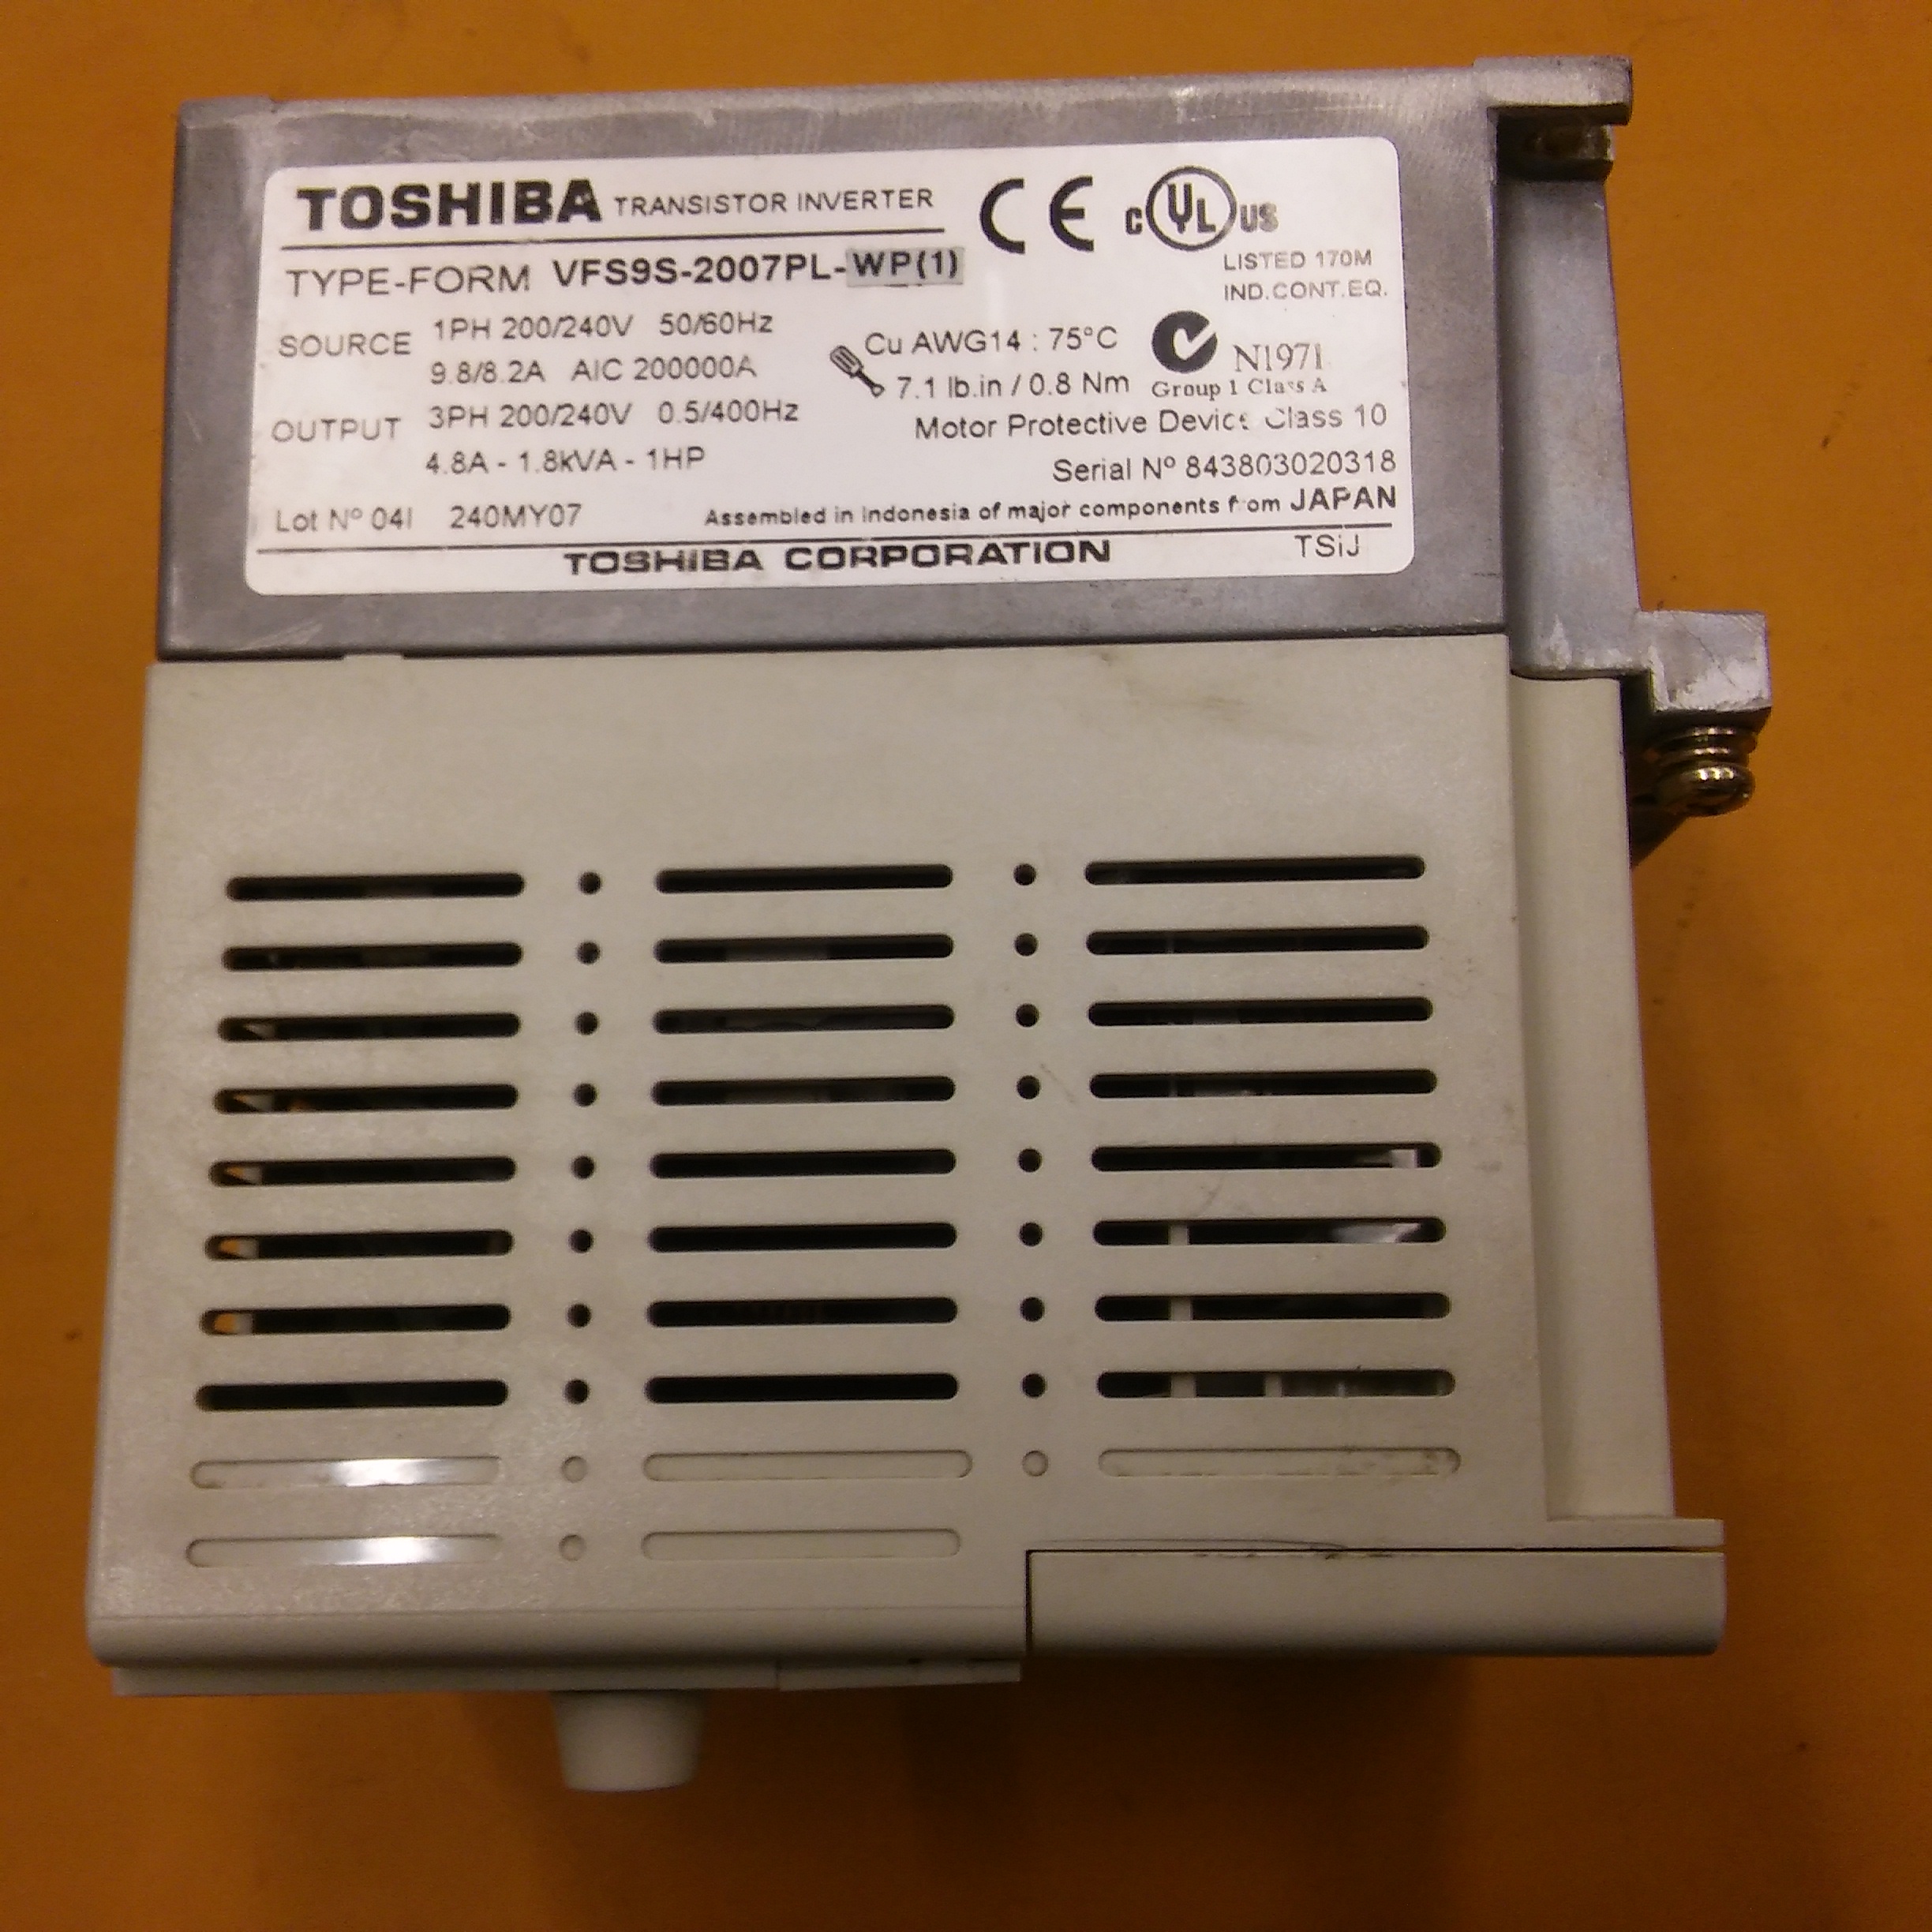 TOSHIBA TRANSISTOR INVERTER CE C UL US
LISTED 170M
IND.CONT.EQ.
TYPE-FORM VFS9S-2007PL-WP(1)
SOURCE 1PH 200/240V 50/60Hz
9.8/8.2A AIC 200000A
OUTPUT 3PH 200/240V 0.5/400Hz
4.8A - 1.8kVA - 1HP
Cu AWG14 : 75°C
7.1 lb.in / 0.8 Nm
N1971
Group 1 Class A
Motor Protective Device Class 10
Serial Nº 843803020318
Lot Nº 04I 240MY07
Assembled in Indonesia of major components from JAPAN
TOSHIBA CORPORATION TSiJ